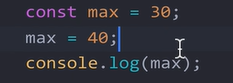 const max = 30;
max = 40;
console.log(max);